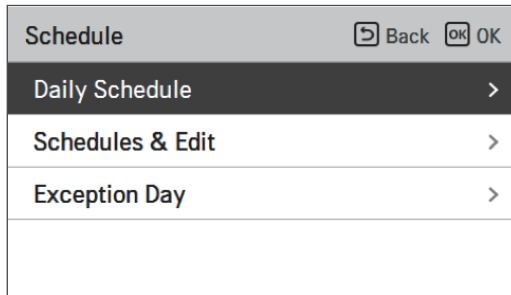 Schedule Back OK OK
Daily Schedule >
Schedules & Edit >
Exception Day >